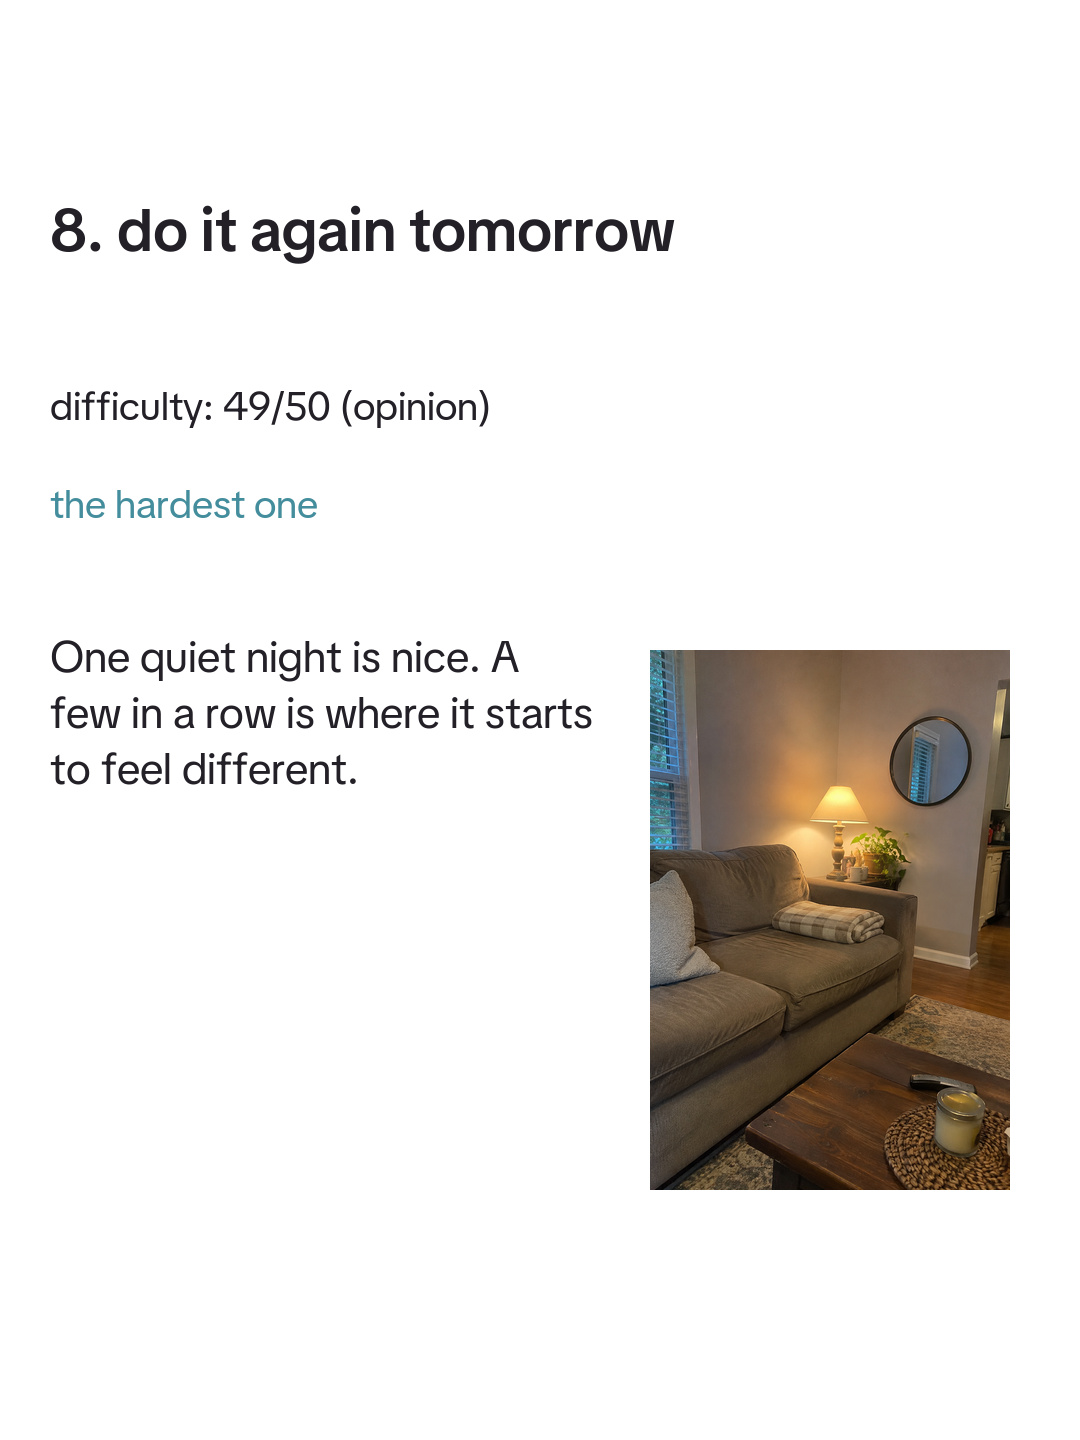 8. do it again tomorrow
difficulty: 49/50 (opinion)
the hardest one
One quiet night is nice. A
few in a row is where it starts
to feel different.